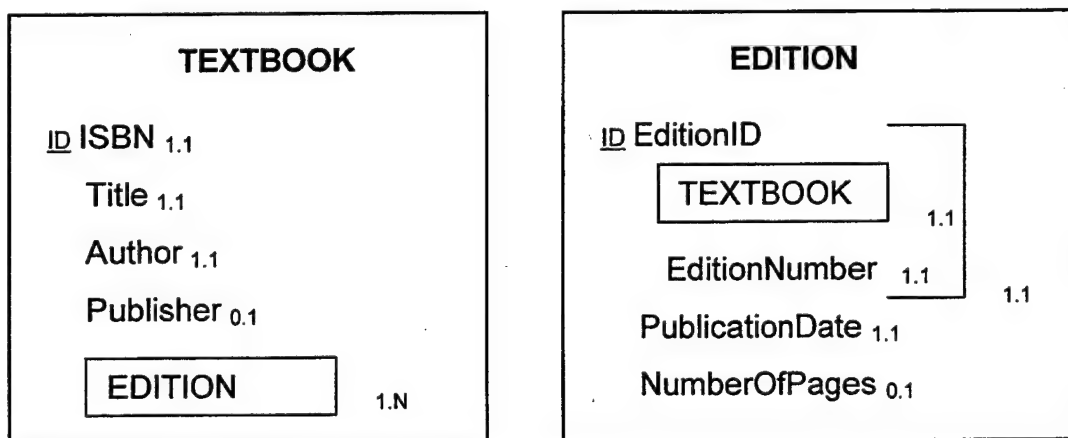 TEXTBOOK
ID ISBN 1.1
Title 1.1
Author 1.1
Publisher 0.1
EDITION 1.N
EDITION
ID EditionID
TEXTBOOK 1.1
EditionNumber 1.1
1.1
PublicationDate 1.1
NumberOfPages 0.1